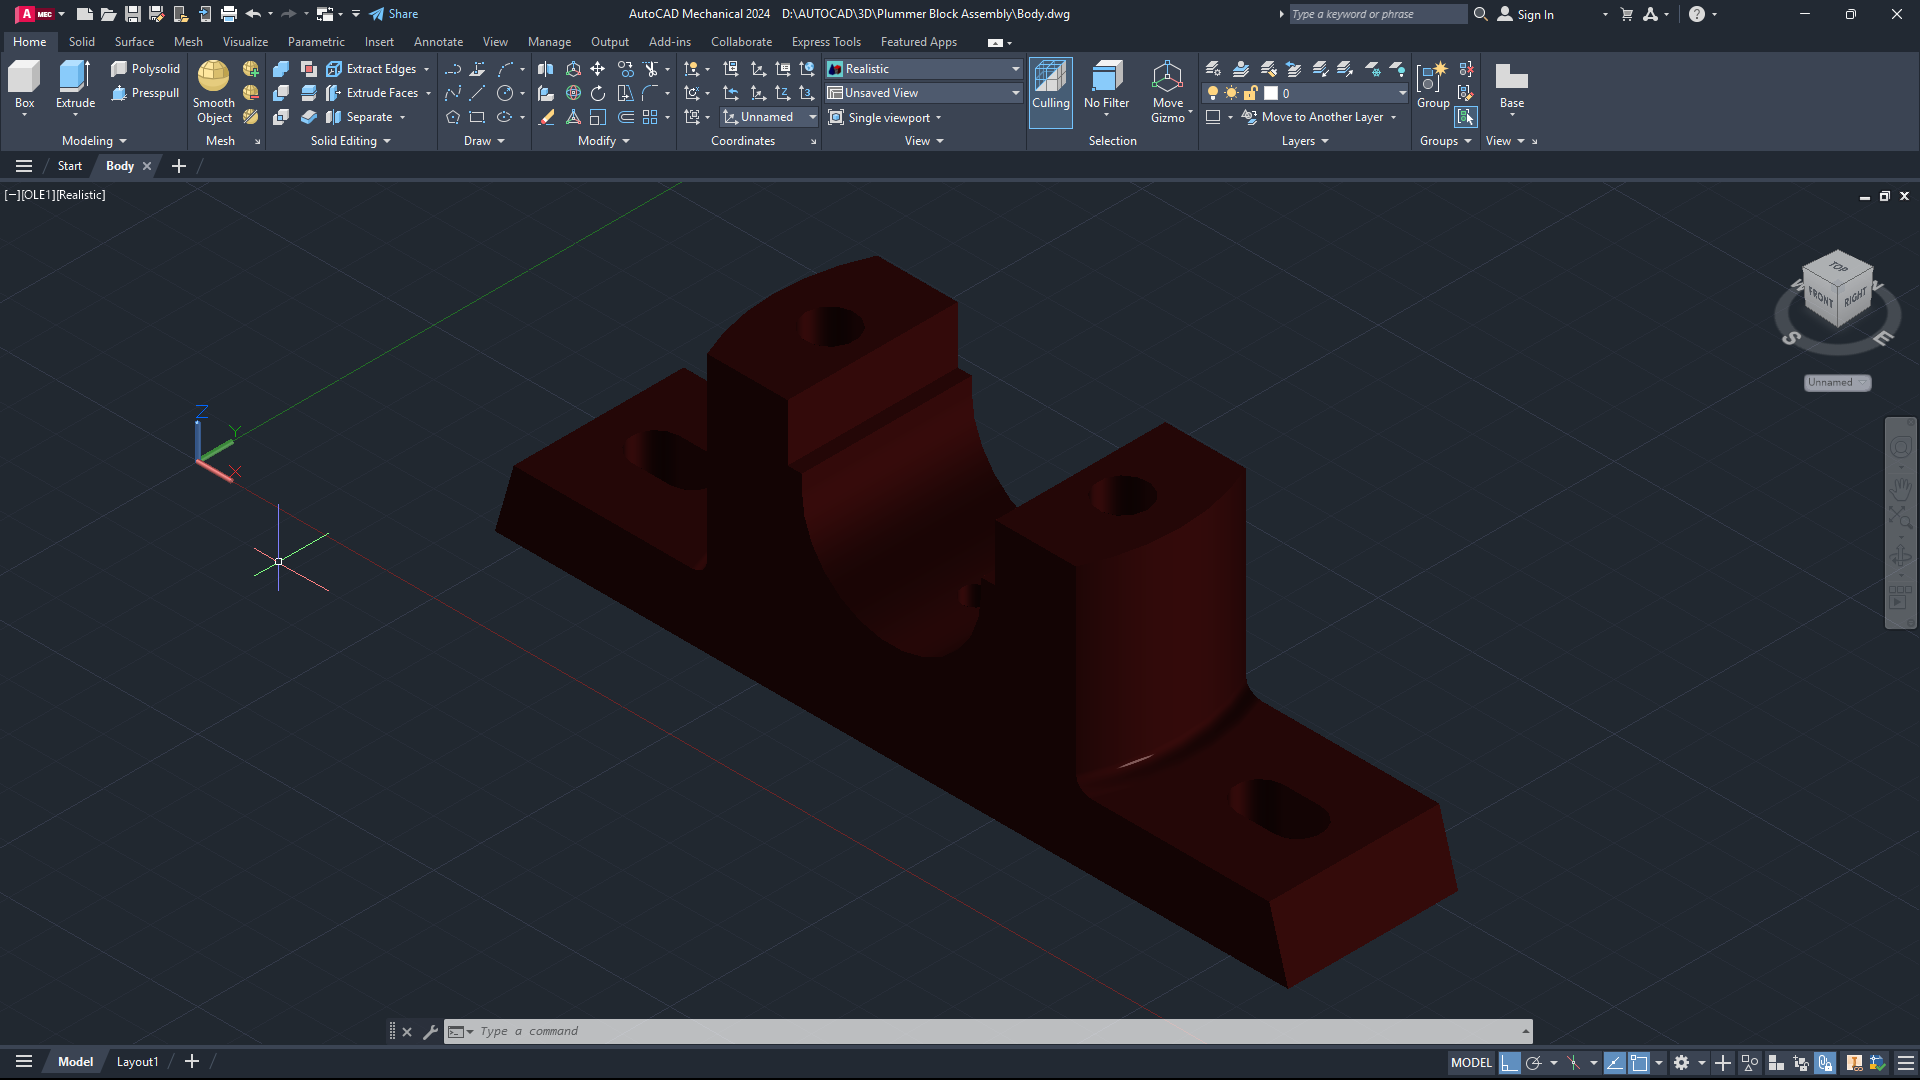 A MEC Share AutoCAD Mechanical 2024 D:\AUTOCAD\3D\Plummer Block Assembly\Body.dwg Type a keyword or phrase Sign In
Home Solid Surface Mesh Visualize Parametric Insert Annotate View Manage Output Add-ins Collaborate Express Tools Featured Apps
Polysolid Extract Edges Realistic
Presspull Extrude Faces Unsaved View 0
Box Extrude Smooth Object Separate Unnamed Single viewport Culling No Filter Move Gizmo Move to Another Layer Group Base
Modeling Mesh Solid Editing Draw Modify Coordinates View Selection Layers Groups View
Start Body
[−][OLE1][Realistic]
TOP
W N
FRONT RIGHT
S E
Unnamed
Z
Y
X
Type a command
Model Layout1 MODEL